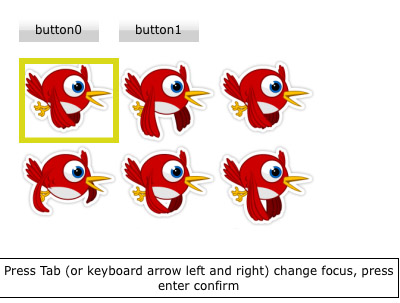 button0
button1
Press Tab (or keyboard arrow left and right) change focus, press
enter confirm